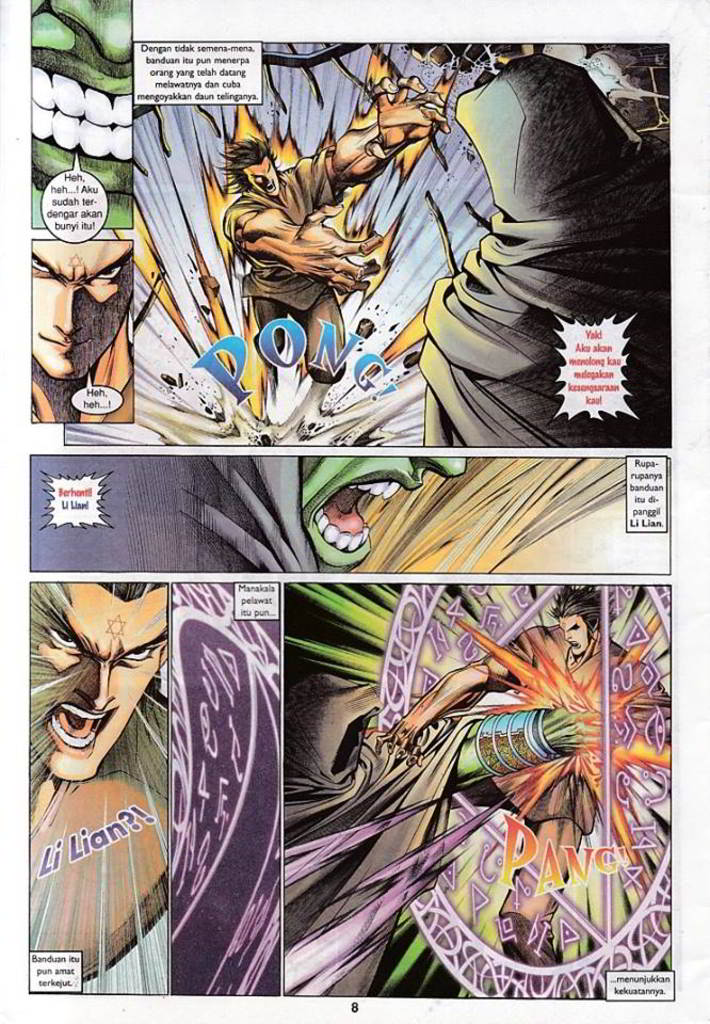 Dengan tidak semena-mena,
banduan itu pun menerpa
orang yang telah datang
melawatnya dan cuba
mengoyakkan daun telinganya.
Heh,
heh...! Aku
sudah ter-
dengar akan
bunyi itu!
Heh,
heh...!
PONG!
Yak!
Aku akan
menolong kau
melegakan
kesengsaraan
kau!
Berhenti!
Li Lian!
Rupa-
rupanya
banduan
itu di-
panggil
Li Lian.
Li Lian?!
Banduan itu
pun amat
terkejut.
Manakala
pelawat
itu pun...
PANG!
...menunjukkan
kekuatannya.
8